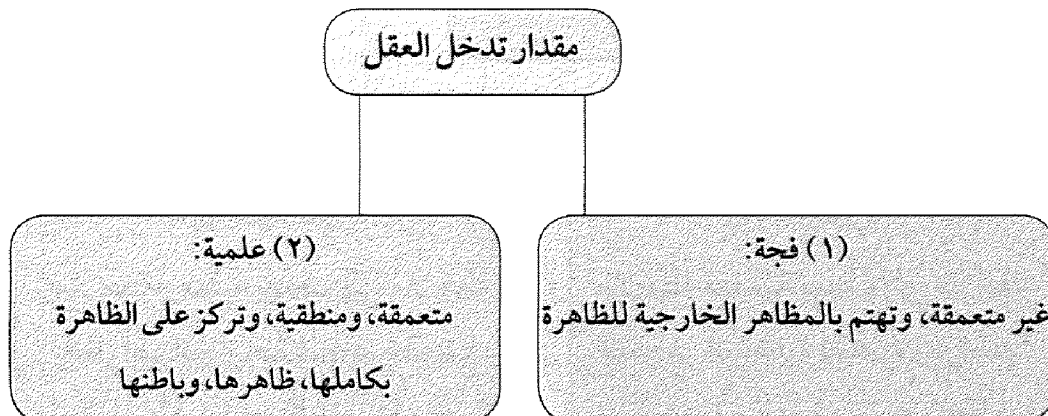 مقدار تدخل العقل
(١) فجة:
غير متعمقة، وتهتم بالمظاهر الخارجية للظاهرة
(٢) علمية:
متعمقة، ومنطقية، وتركز على الظاهرة
بكاملها، ظاهرها، وباطنها